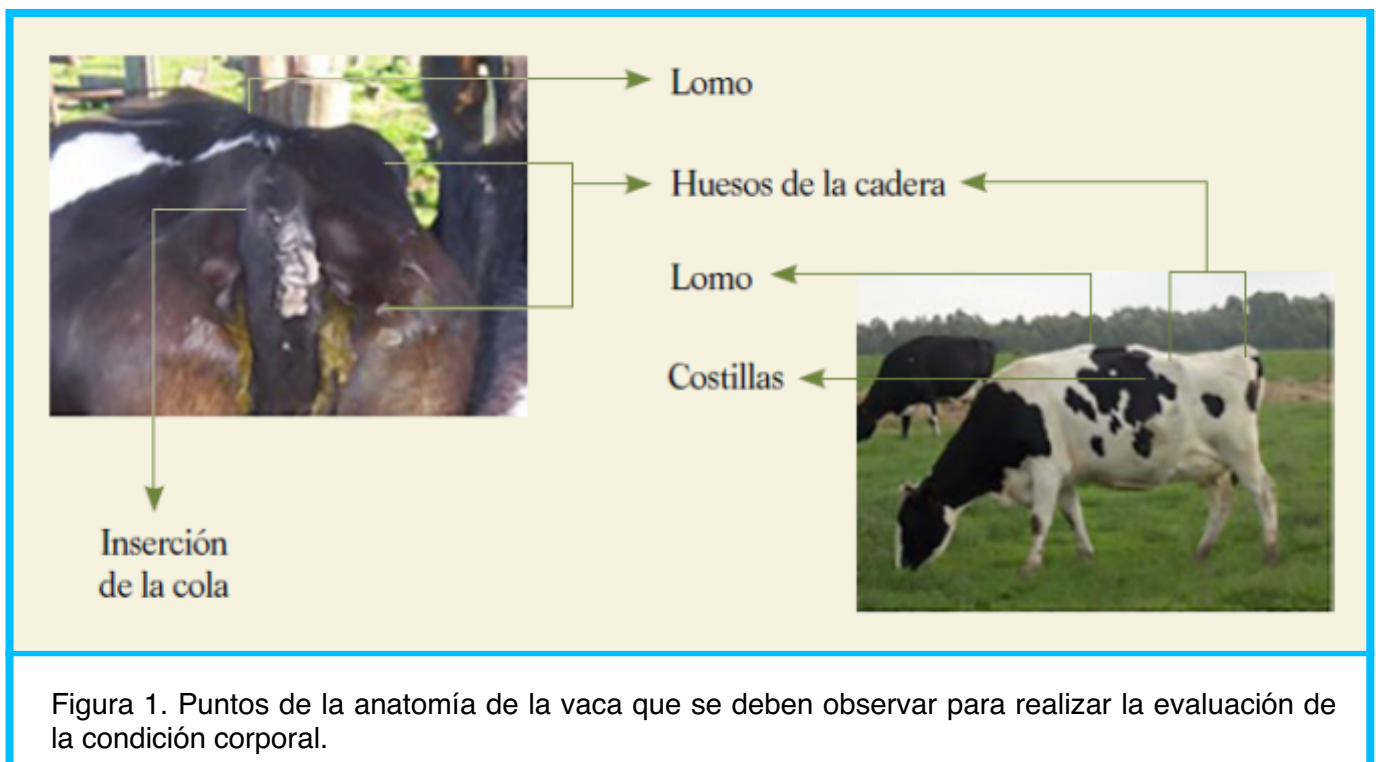 Lomo
Huesos de la cadera
Lomo
Costillas
Inserción
de la cola
Figura 1. Puntos de la anatomía de la vaca que se deben observar para realizar la evaluación de
la condición corporal.